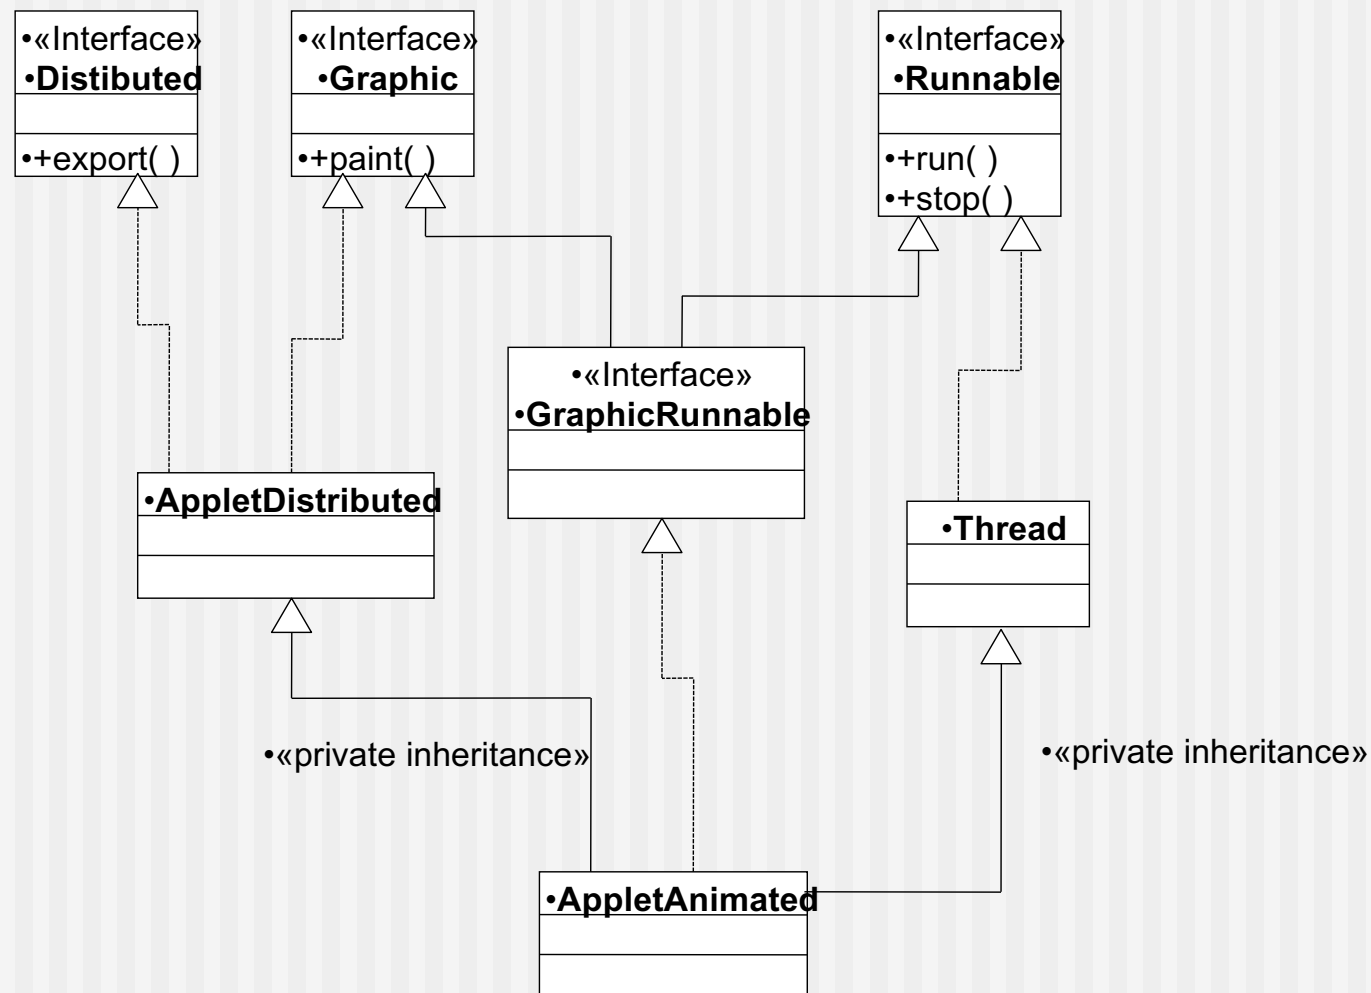 •«Interface»
•Distibuted
•+export( )
•«Interface»
•Graphic
•+paint( )
•«Interface»
•Runnable
•+run( )
•+stop( )
•«Interface»
•GraphicRunnable
•AppletDistributed
•Thread
•«private inheritance»
•«private inheritance»
•AppletAnimated